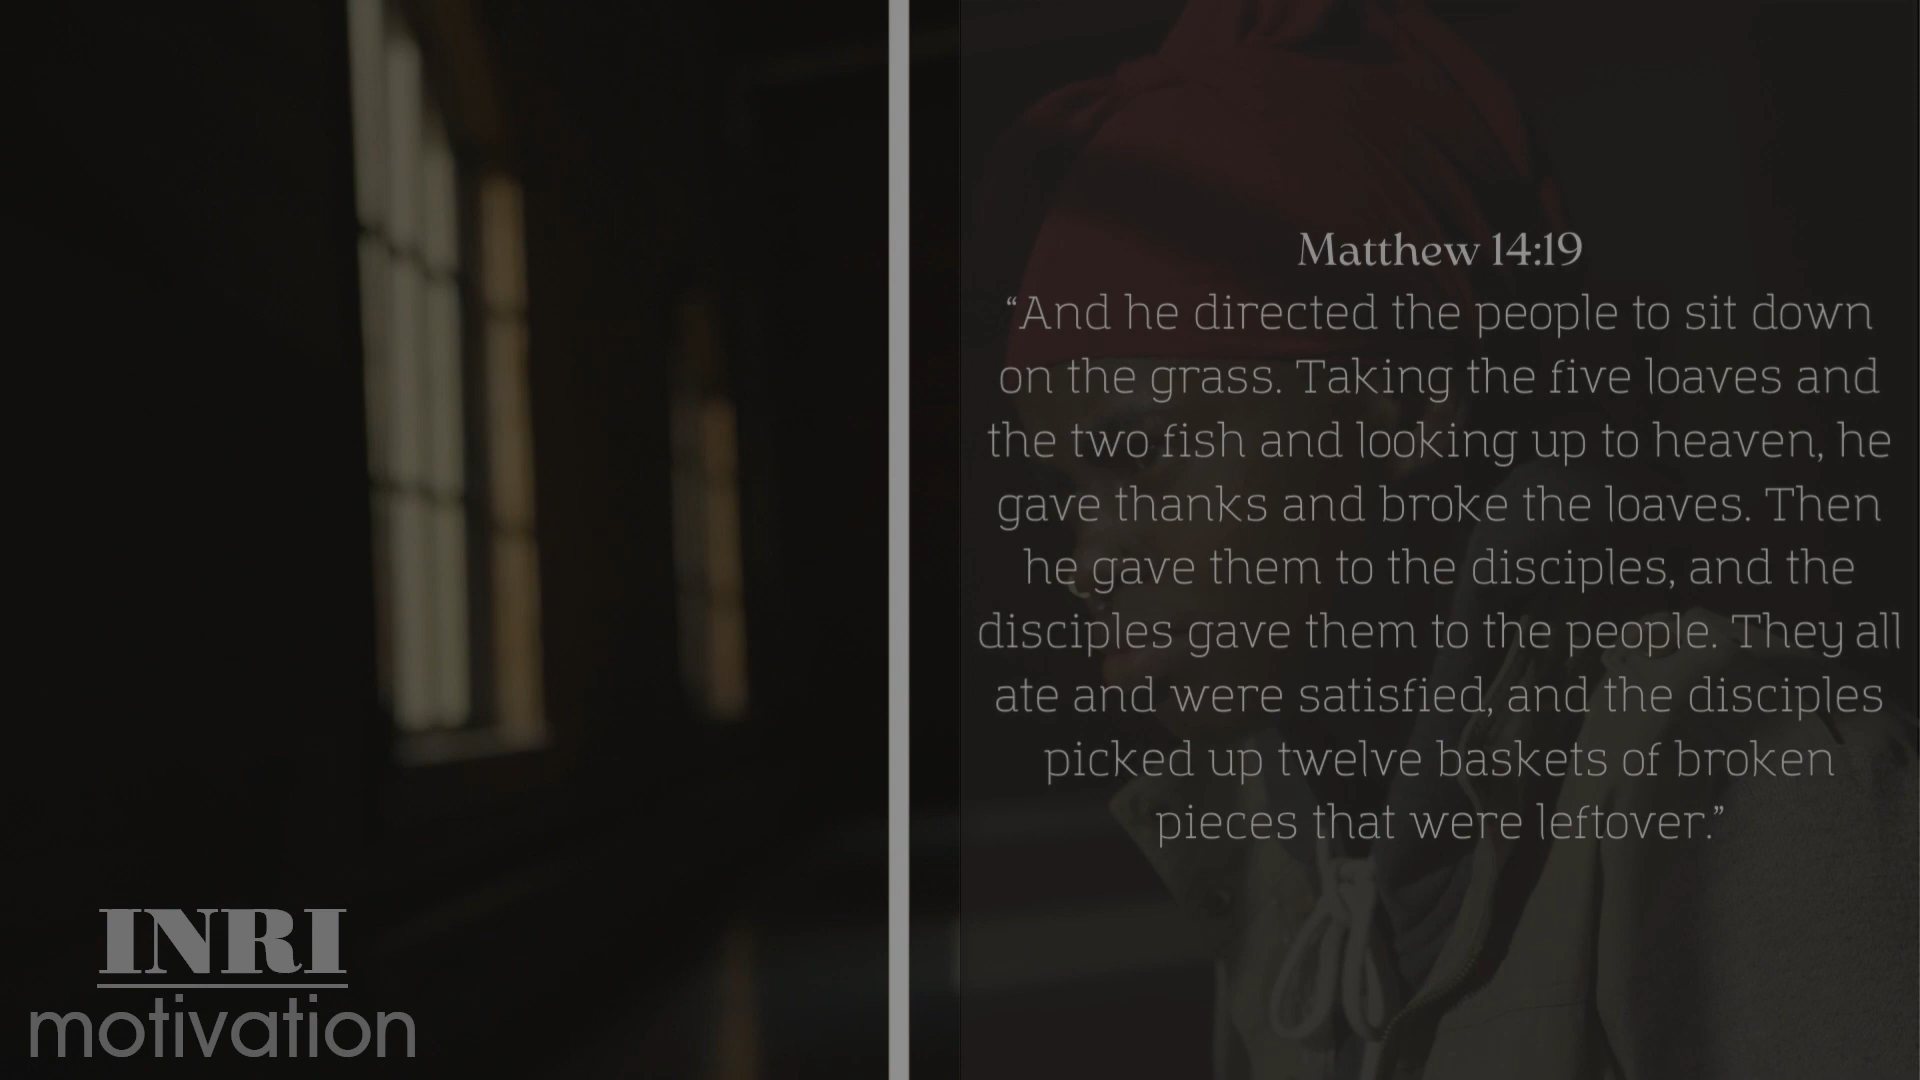 Matthew 14:19
“And he directed the people to sit down
on the grass. Taking the five loaves and
the two fish and looking up to heaven, he
gave thanks and broke the loaves. Then
he gave them to the disciples, and the
disciples gave them to the people. They all
ate and were satisfied, and the disciples
picked up twelve baskets of broken
pieces that were leftover.”
INRI
motivation